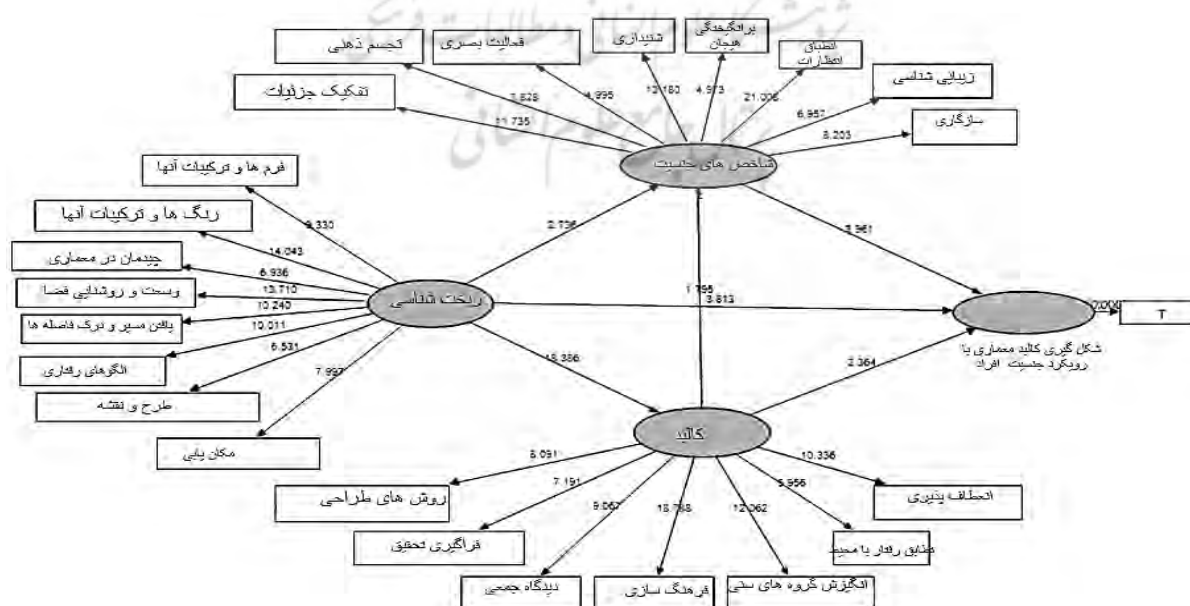 تجسم ذهنی
فعالیت بصری
شنیداری
برانگیختگی
هیجان
انطباق
انتظارات
زیبایی شناسی
سازگاری
تفکیک جزئیات
7.828
4.995
4.973
21.006
6.957
8.203
11.735
شاخص های جنسیت
فرم ها و ترکیبات آنها
رنگ ها و ترکیبات آنها
چیدمان در معماری
وسعت و روشنایی فضا
یافتن مسیر و درک فاصله ها
الگوهای رفتاری
طرح و نقشه
مکان یابی
9.330
14.043
6.936
13.710
10.240
10.011
6.531
7.997
ریخت شناسی
2.736
3.961
1.795
3.813
18.386
2.364
0.000
T
شکل گیری کالبد معماری با
رویکرد جنسیت افراد
کالبد
8.091
7.191
9.067
12.062
5.956
10.336
روش های طراحی
فراگیری تحقیق
دیدگاه جمعی
فرهنگ سازی
انگیزش گروه های سنی
تطابق رفتار با محیط
انعطاف پذیری